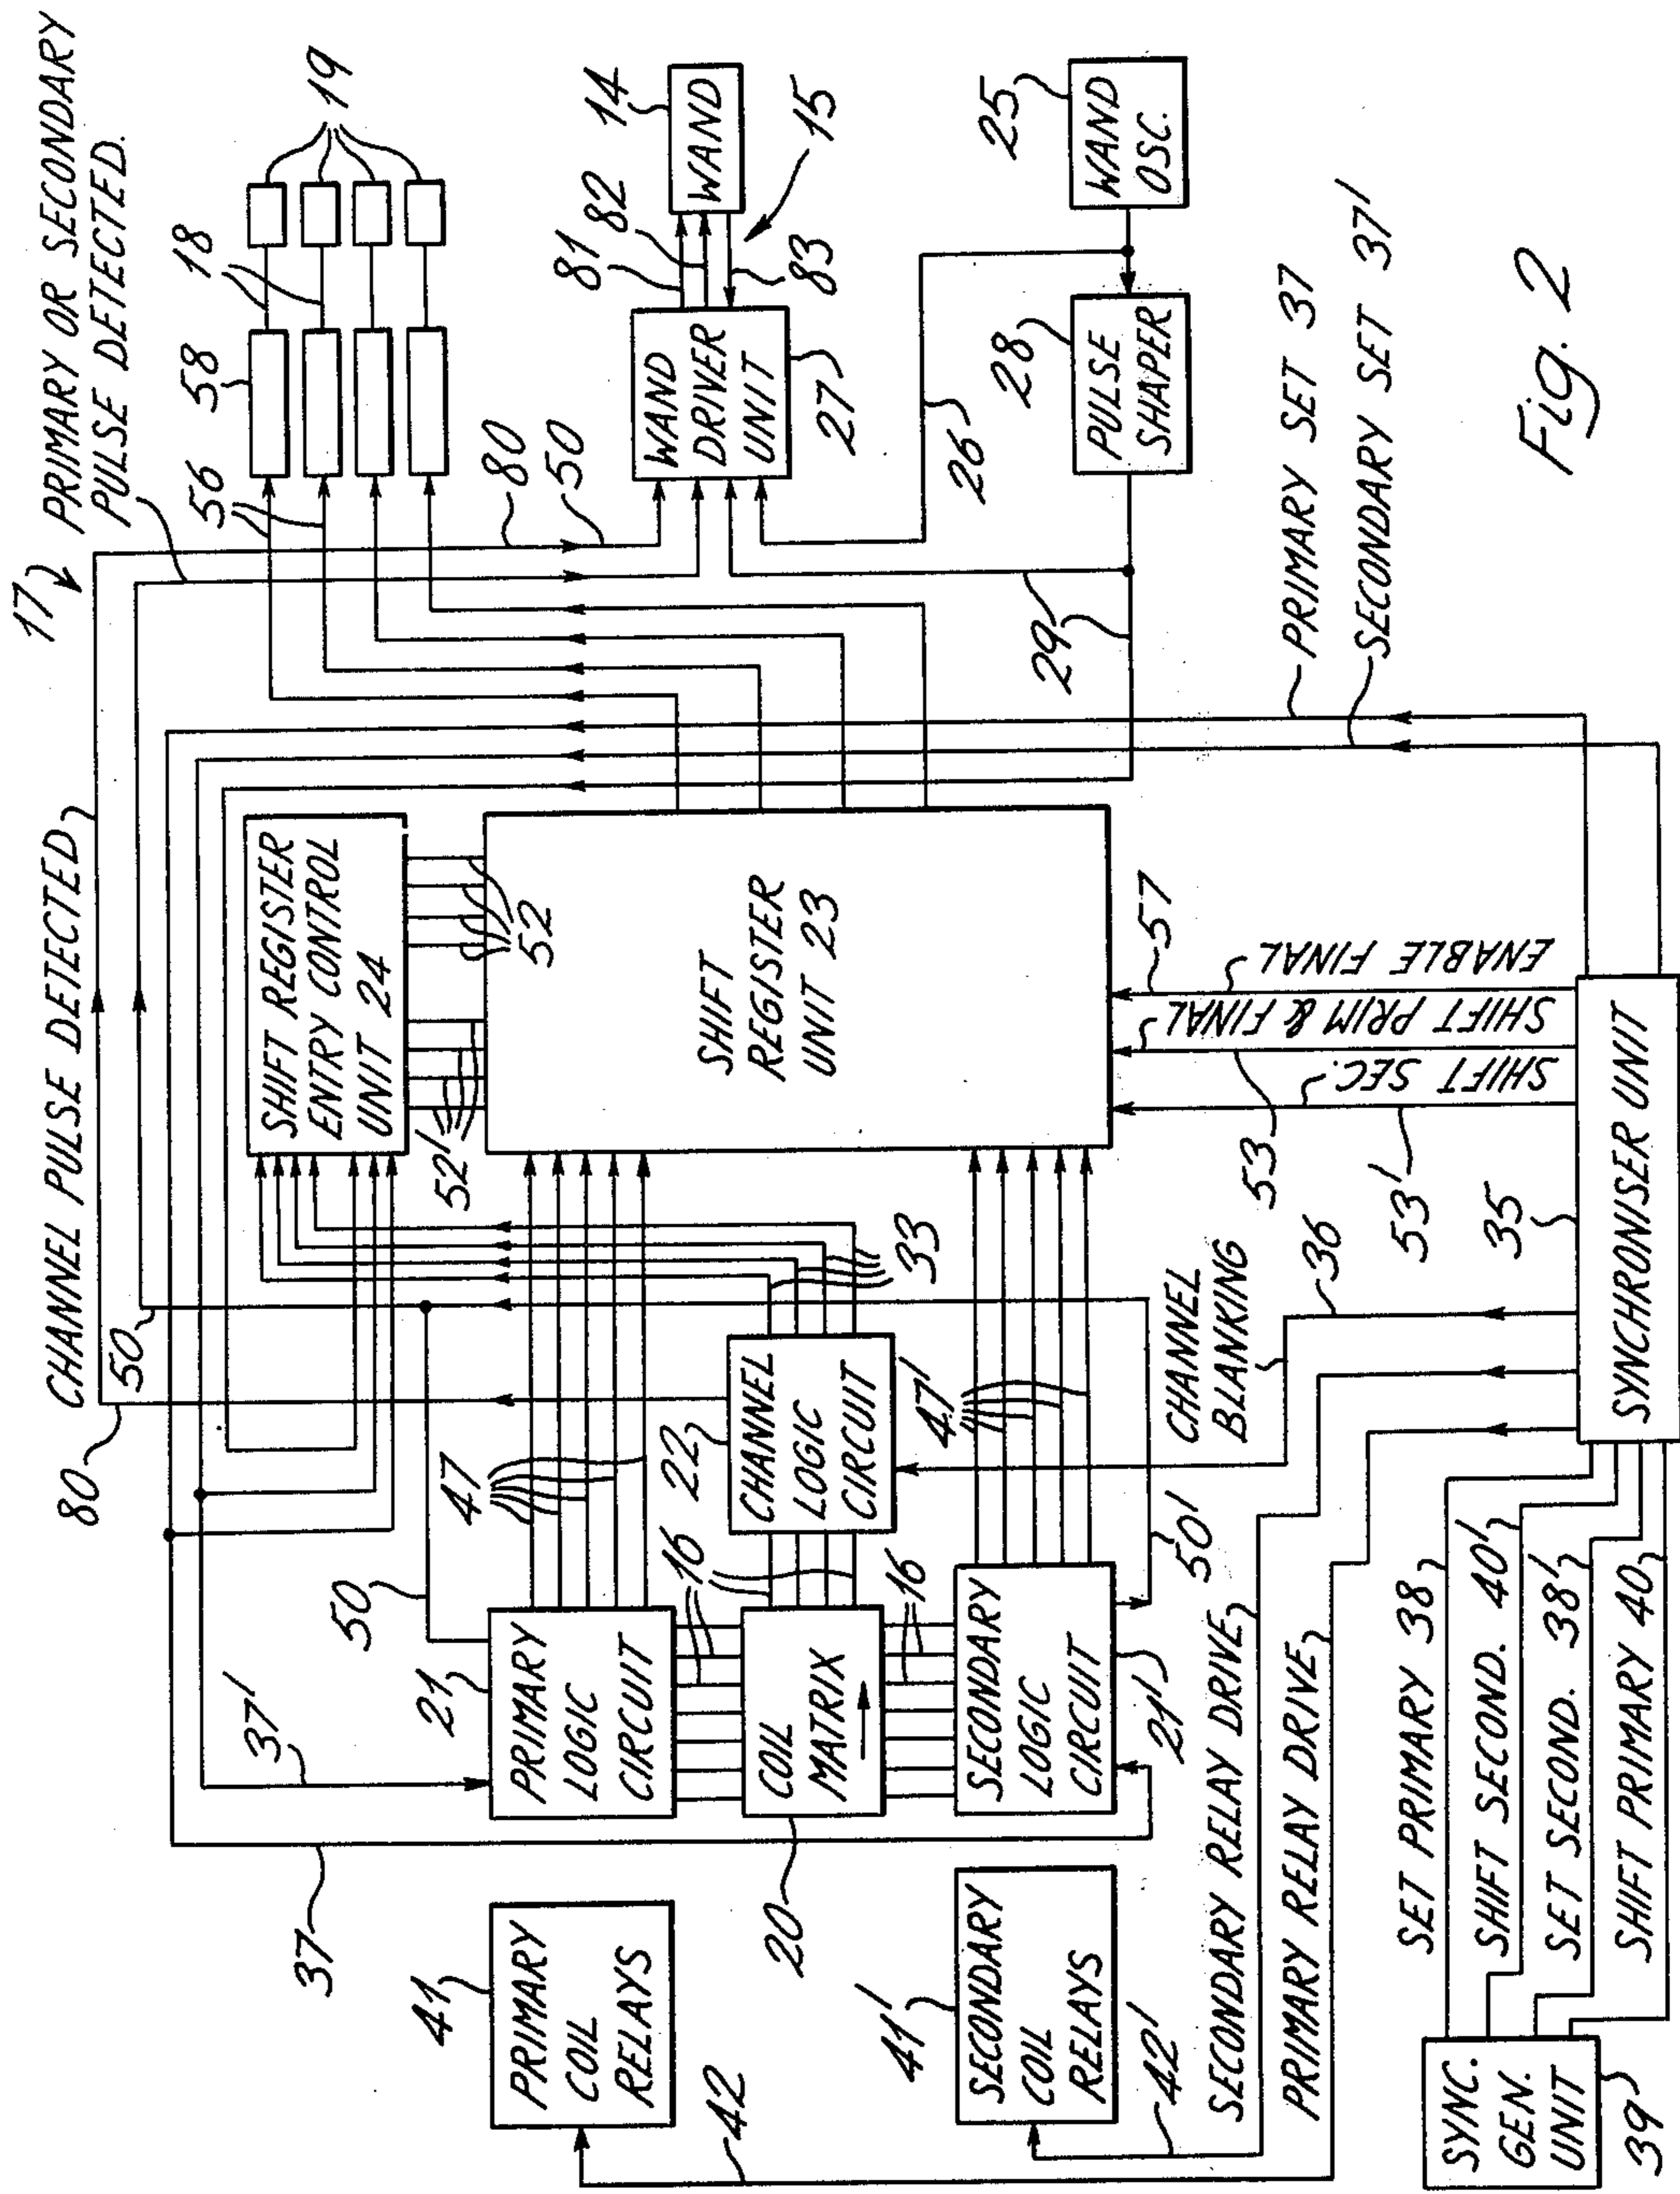 17
PRIMARY OR SECONDARY
PULSE DETECTED.
CHANNEL PULSE DETECTED
80
50
56
58
18
19
80
50
37'
50
SHIFT REGISTER
ENTRY CONTROL
UNIT 24
52'
52
WAND
DRIVER
UNIT
27
81
82
83
14
WAND
15
41
PRIMARY
COIL
RELAYS
42
37
21
PRIMARY
LOGIC
CIRCUIT
47
16
20
COIL
MATRIX
22
CHANNEL
LOGIC
CIRCUIT
33
SHIFT
REGISTER
UNIT 23
26
29
28
PULSE
SHAPER
25
WAND
OSC.
41'
SECONDARY
COIL
RELAYS
42'
16
SECONDARY
LOGIC
CIRCUIT
21'
47'
50'
SECONDARY RELAY DRIVE
PRIMARY RELAY DRIVE
CHANNEL
BLANKING
36
53'
53
57
SHIFT SEC.
SHIFT PRIM & FINAL
ENABLE FINAL
PRIMARY SET 37
SECONDARY SET 37'
SYNC.
GEN.
UNIT
39
SET PRIMARY 38
SHIFT SECOND. 40'
SET SECOND. 38'
SHIFT PRIMARY 40
35
SYNCHRONISER UNIT
Fig. 2